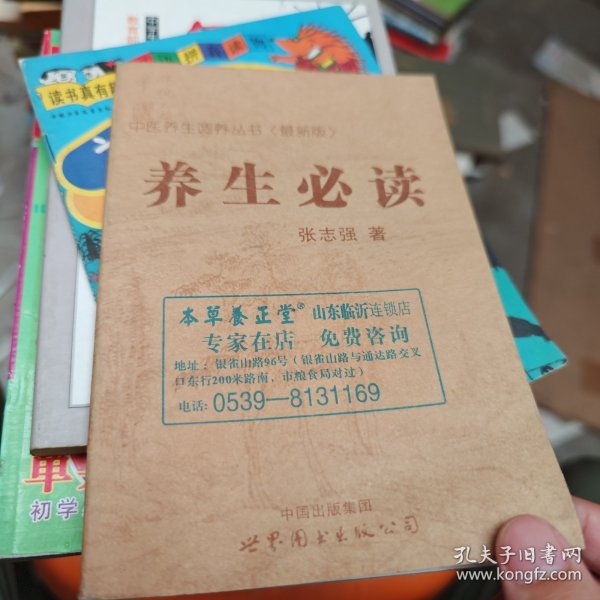 读书真有
中医养生调养丛书〈最新版〉
养生必读
张志强 著
本草養正堂® 山东临沂连锁店
专家在店 免费咨询
地址：银雀山路96号（银雀山路与通达路交叉
口东行200米路南，市粮食局对过）
电话：0539—8131169
中国出版集团
世界图书出版公司
初学
孔夫子旧书网
www.kongfz.com